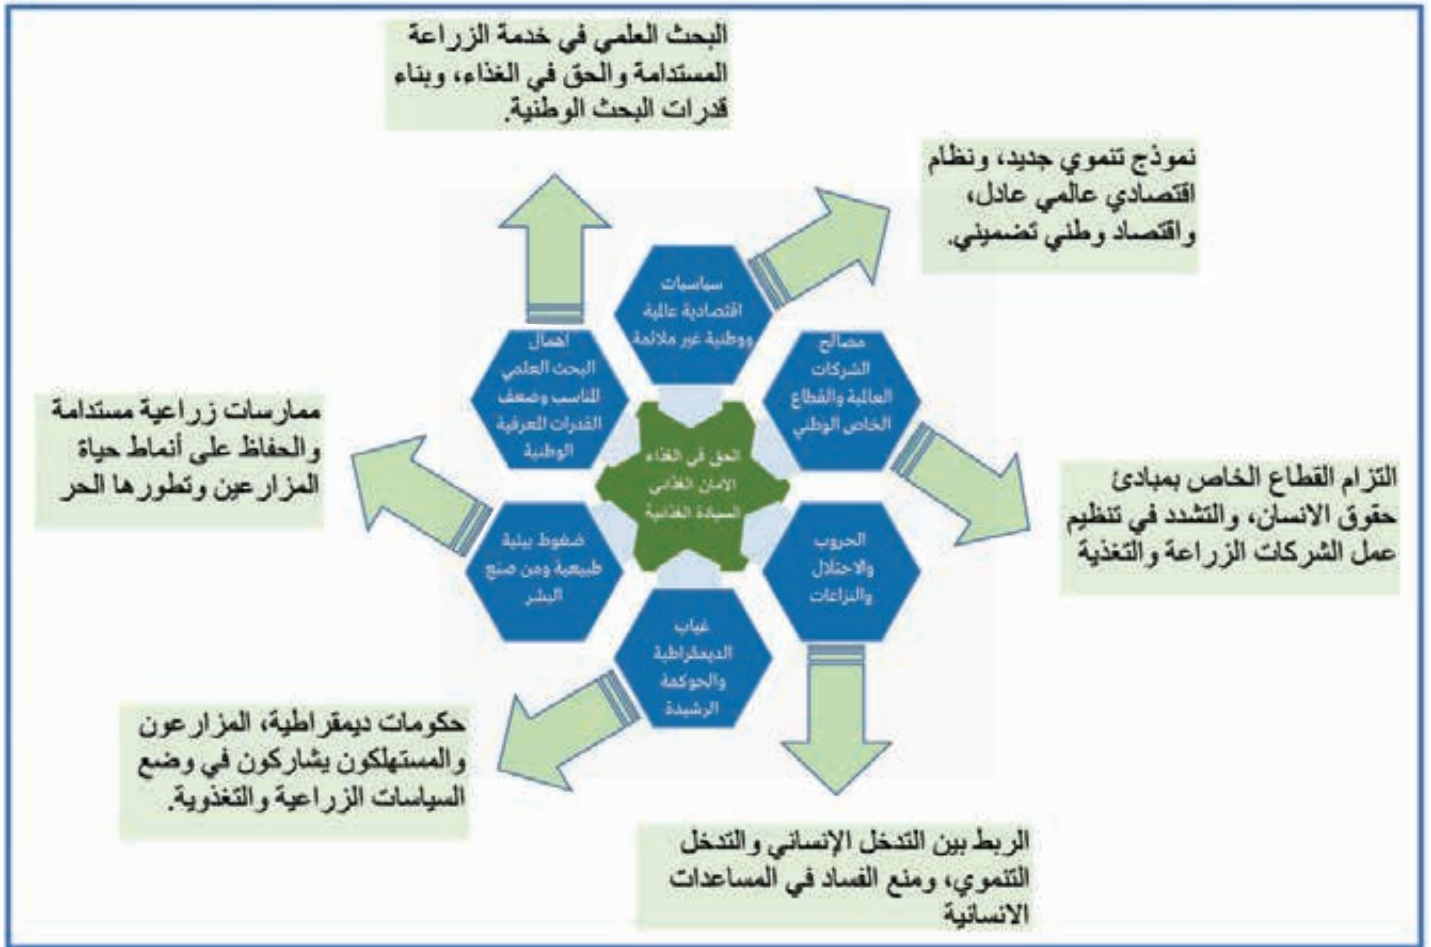 البحث العلمي في خدمة الزراعة
المستدامة والحق في الغذاء، وبناء
قدرات البحث الوطنية.
نموذج تنموي جديد، ونظام
اقتصادي عالمي عادل،
واقتصاد وطني تضميني.
سياسات
اقتصادية عالمية
ووطنية غير ملائمة
مصالح
الشركات
العالمية والقطاع
الخاص الوطني
التزام القطاع الخاص بمبادئ
حقوق الانسان، والتشدد في تنظيم
عمل الشركات الزراعة والتغذية
الحروب
والاحتلال
والنزاعات
الربط بين التدخل الإنساني والتدخل
التنموي، ومنع الفساد في المساعدات
الانسانية
غياب
الديمقراطية
والحوكمة
الرشيدة
حكومات ديمقراطية، المزارعون
والمستهلكون يشاركون في وضع
السياسات الزراعية والتغذوية.
ضغوط بيئية
طبيعية ومن صنع
البشر
ممارسات زراعية مستدامة
والحفاظ على أنماط حياة
المزارعين وتطورها الحر
اهمال
البحث العلمي
المناسب وضعف
القدرات المعرفية
الوطنية
الحق في الغذاء
الامان الغذائي
السيادة الغذائية